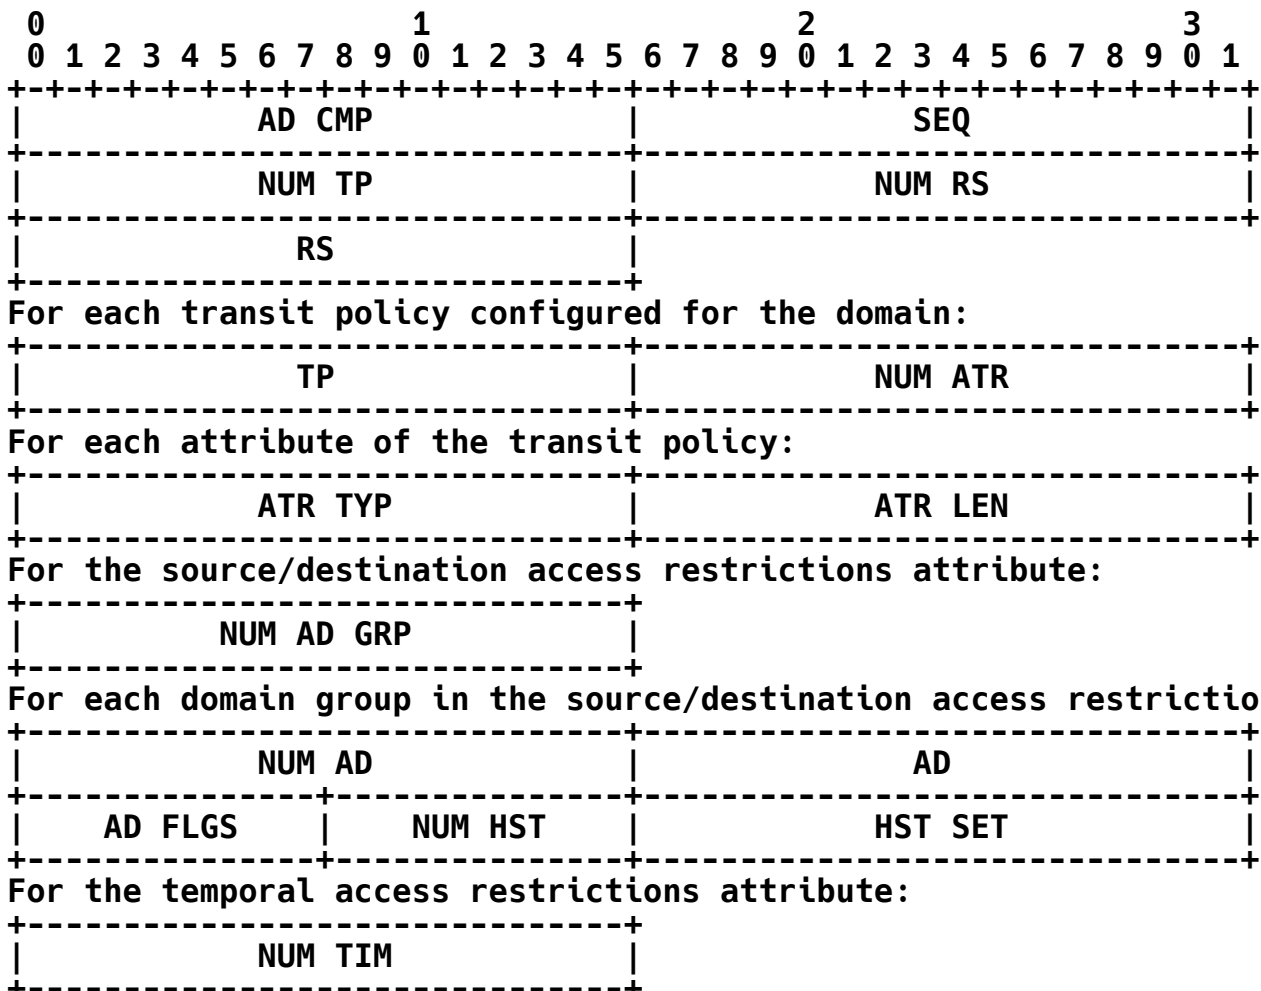 0                   1                   2                   3
 0 1 2 3 4 5 6 7 8 9 0 1 2 3 4 5 6 7 8 9 0 1 2 3 4 5 6 7 8 9 0 1
+-+-+-+-+-+-+-+-+-+-+-+-+-+-+-+-+-+-+-+-+-+-+-+-+-+-+-+-+-+-+-+-+
|            AD CMP             |              SEQ              |
+-------------------------------+-------------------------------+
|            NUM TP             |            NUM RS             |
+-------------------------------+-------------------------------+
|              RS               |
+-------------------------------+
For each transit policy configured for the domain:
+-------------------------------+-------------------------------+
|              TP               |            NUM ATR            |
+-------------------------------+-------------------------------+
For each attribute of the transit policy:
+-------------------------------+-------------------------------+
|            ATR TYP            |            ATR LEN            |
+-------------------------------+-------------------------------+
For the source/destination access restrictions attribute:
+-------------------------------+
|          NUM AD GRP           |
+-------------------------------+
For each domain group in the source/destination access restrictio
+-------------------------------+-------------------------------+
|            NUM AD             |              AD               |
+---------------+---------------+-------------------------------+
|    AD FLGS    |    NUM HST    |            HST SET            |
+---------------+---------------+-------------------------------+
For the temporal access restrictions attribute:
+-------------------------------+
|            NUM TIM            |
+-------------------------------+